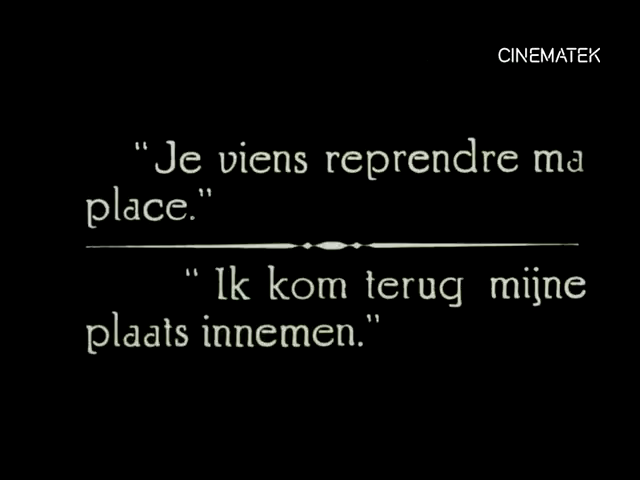 CINEMATEK
"Je viens reprendre ma
place."
" Ik kom terug mijne
plaats innemen."